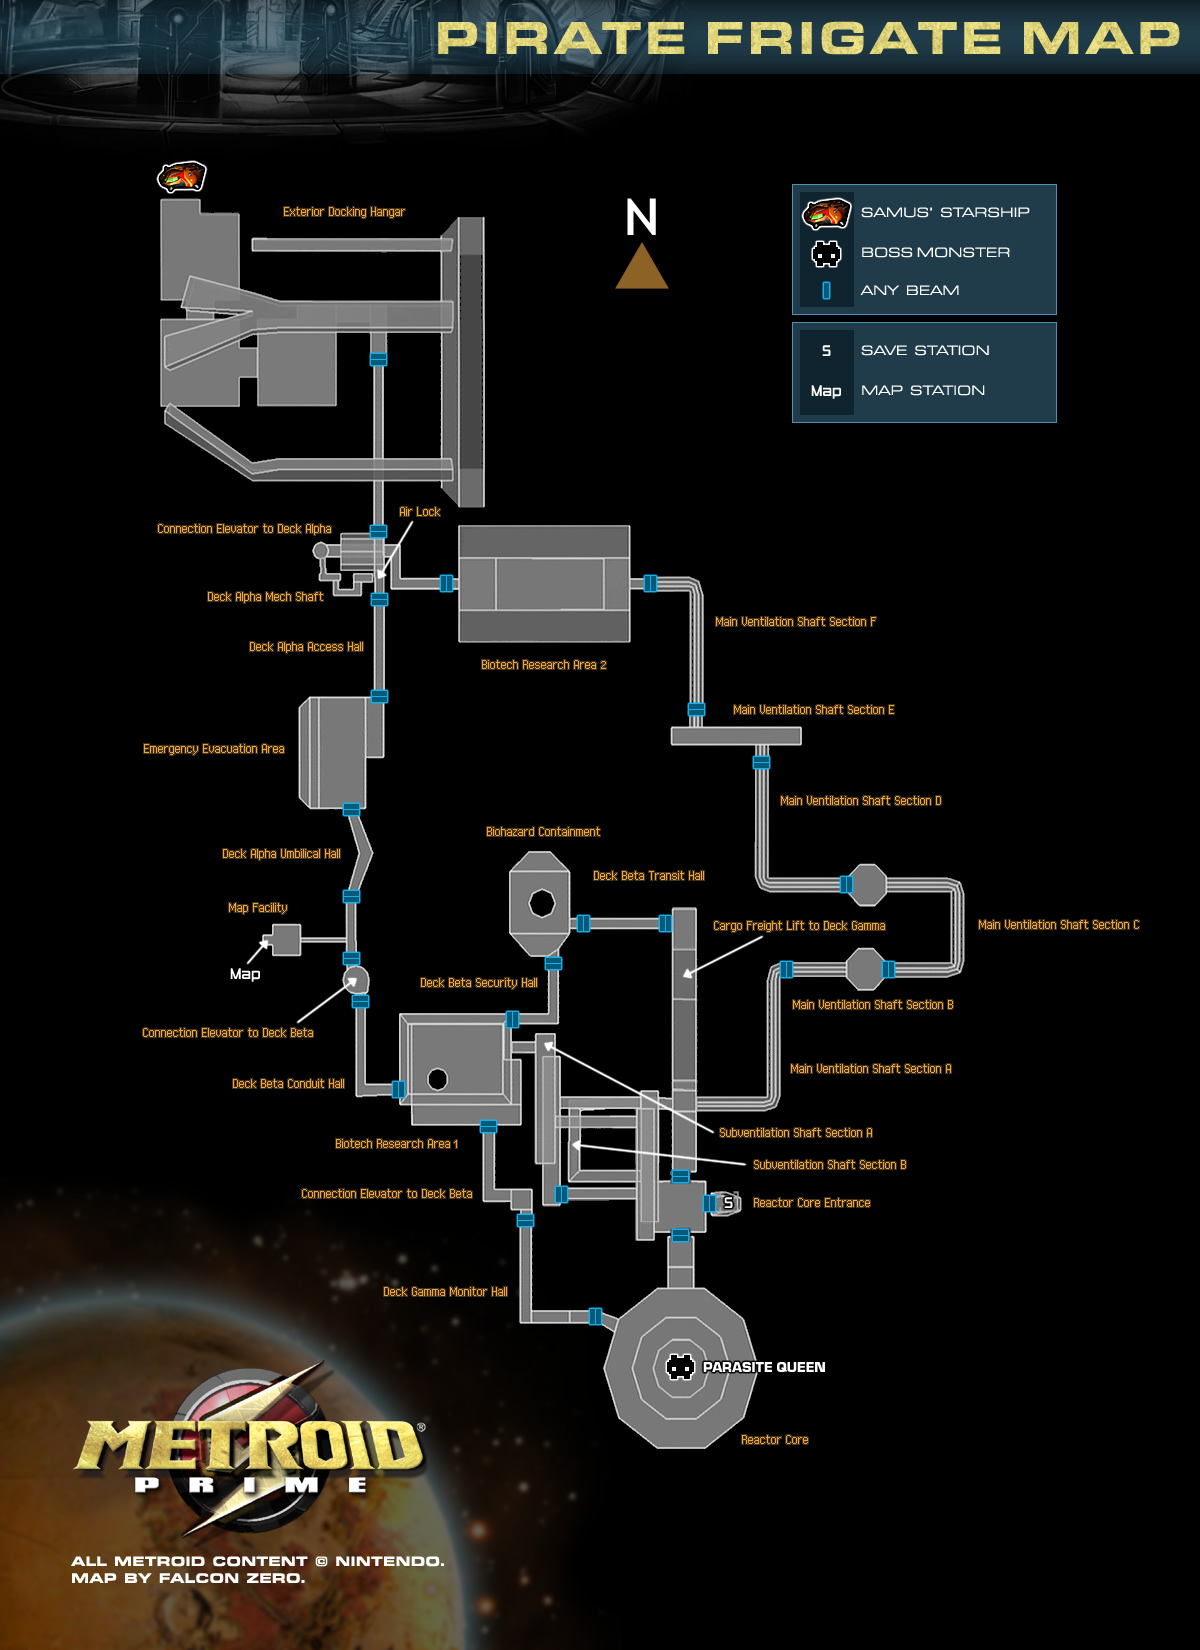 PIRATE FRIGATE MAP
Exterior Docking Hangar
N
SAMUS' STARSHIP
BOSS MONSTER
ANY BEAM
S SAVE STATION
Map MAP STATION
Air Lock
Connection Elevator to Deck Alpha
Deck Alpha Mech Shaft
Main Ventilation Shaft Section F
Deck Alpha Access Hall
Biotech Research Area 2
Main Ventilation Shaft Section E
Emergency Evacuation Area
Main Ventilation Shaft Section D
Biohazard Containment
Deck Alpha Umbilical Hall
Deck Beta Transit Hall
Map Facility
Cargo Freight Lift to Deck Gamma
Main Ventilation Shaft Section C
Map
Deck Beta Security Hall
Main Ventilation Shaft Section B
Connection Elevator to Deck Beta
Main Ventilation Shaft Section A
Deck Beta Conduit Hall
Subventilation Shaft Section A
Biotech Research Area 1
Subventilation Shaft Section B
Connection Elevator to Deck Beta
S
Reactor Core Entrance
Deck Gamma Monitor Hall
PARASITE QUEEN
Reactor Core
METROID®
PRIME
ALL METROID CONTENT © NINTENDO.
MAP BY FALCON ZERO.